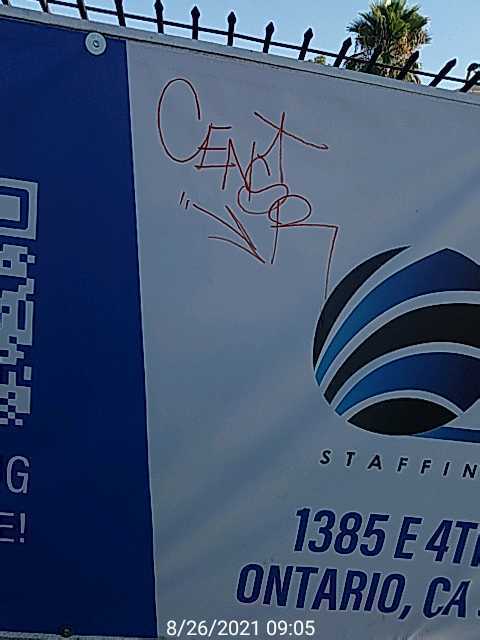 STAFFIN
1385 E 4T
ONTARIO, CA
G
E!
8/26/2021 09:05